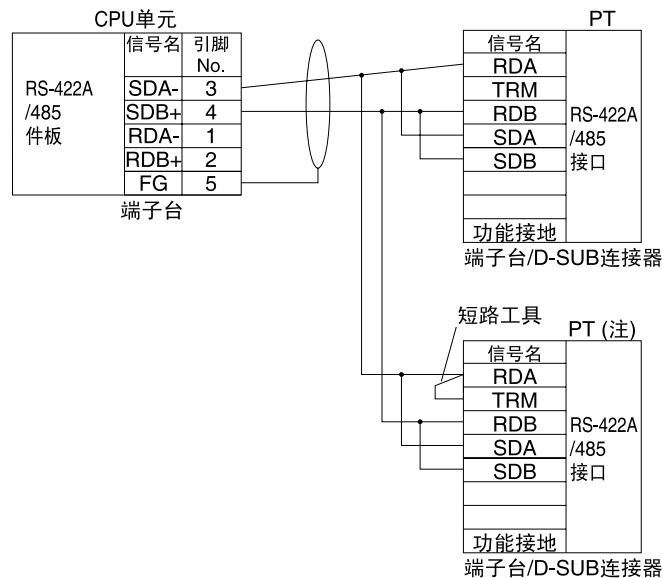 CPU单元
信号名 引脚 No.
RS-422A
/485
件板
SDA- 3
SDB+ 4
RDA- 1
RDB+ 2
FG 5
端子台
PT
信号名
RDA
TRM
RDB
SDA
SDB
功能接地
RS-422A
/485
接口
端子台/D-SUB连接器
短路工具
PT (注)
信号名
RDA
TRM
RDB
SDA
SDB
功能接地
RS-422A
/485
接口
端子台/D-SUB连接器